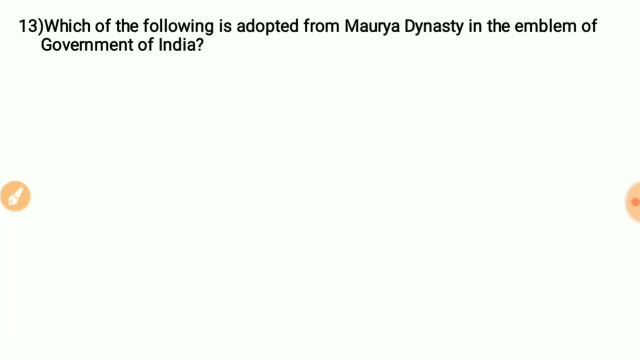 13)Which of the following is adopted from Maurya Dynasty in the emblem of
Government of India?